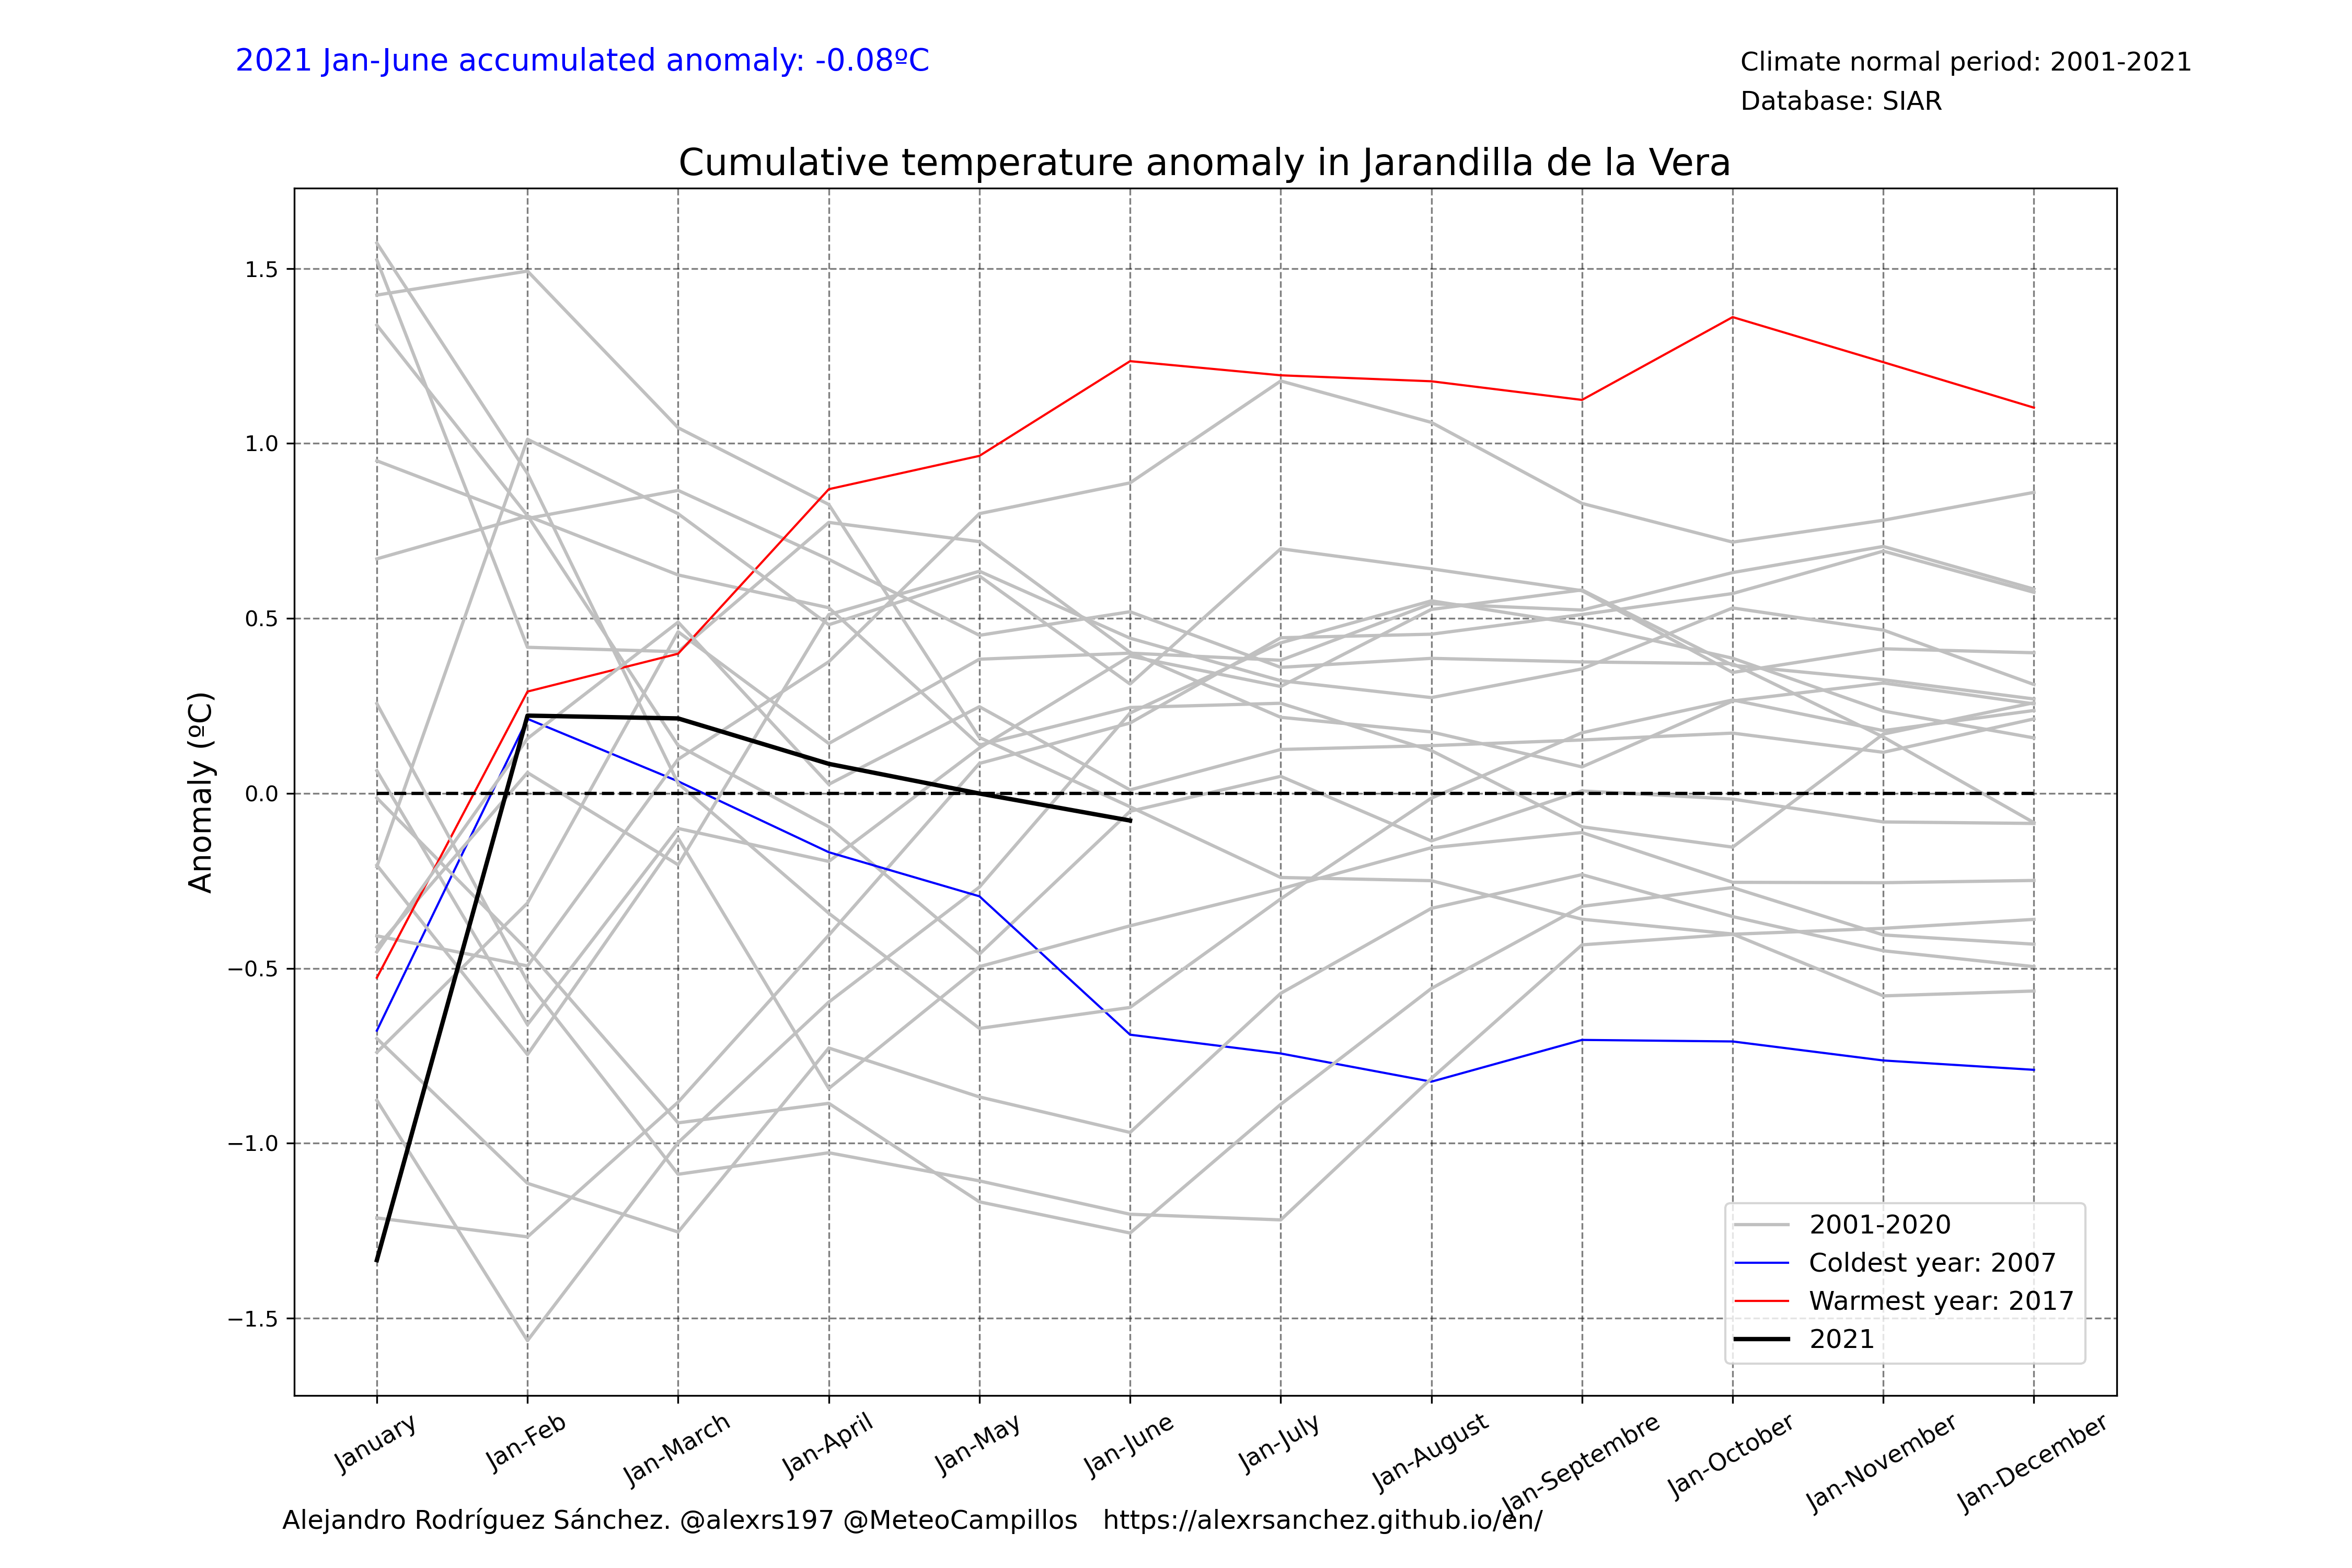 2021 Jan-June accumulated anomaly: -0.08ºC
Climate normal period: 2001-2021
Database: SIAR
Cumulative temperature anomaly in Jarandilla de la Vera
Anomaly (ºC)
1.5
1.0
0.5
0.0
−0.5
−1.0
−1.5
2001-2020
Coldest year: 2007
Warmest year: 2017
2021
January
Jan-Feb
Jan-March
Jan-April
Jan-May
Jan-June
Jan-July
Jan-August
Jan-Septembre
Jan-October
Jan-November
Jan-December
Alejandro Rodríguez Sánchez. @alexrs197 @MeteoCampillos https://alexrsanchez.github.io/en/